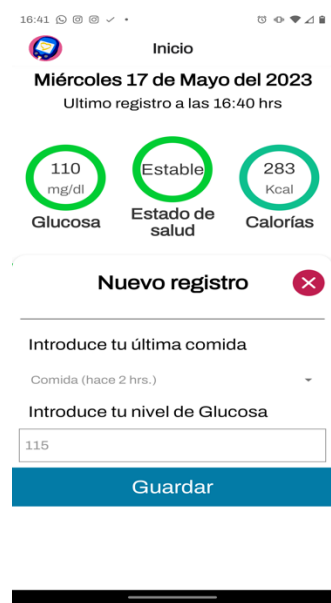 16:41
Inicio
Miércoles 17 de Mayo del 2023
Ultimo registro a las 16:40 hrs
110
mg/dl
Glucosa
Estable
Estado de
salud
283
Kcal
Calorías
Nuevo registro
Introduce tu última comida
Comida (hace 2 hrs.)
Introduce tu nivel de Glucosa
115
Guardar